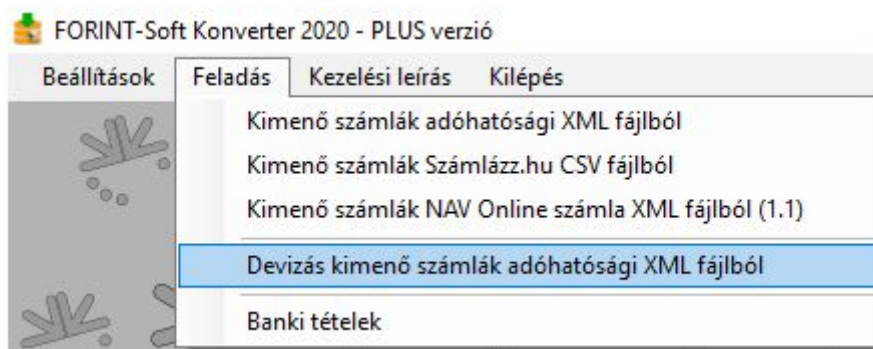 FORINT-Soft Konverter 2020 - PLUS verzió
Beállítások Feladás Kezelési leírás Kilépés
Kimenő számlák adóhatósági XML fájlból
Kimenő számlák Számlázz.hu CSV fájlból
Kimenő számlák NAV Online számla XML fájlból (1.1)
Devizás kimenő számlák adóhatósági XML fájlból
Banki tételek